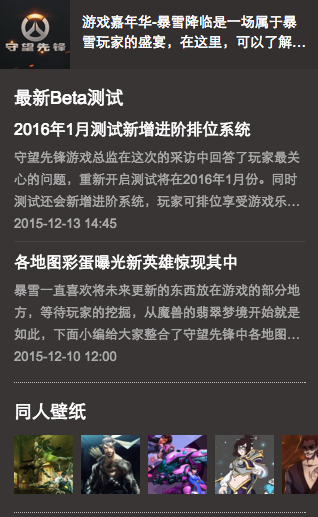 守望先锋
游戏嘉年华-暴雪降临是一场属于暴
雪玩家的盛宴，在这里，可以了解…
最新Beta测试
2016年1月测试新增进阶排位系统
守望先锋游戏总监在这次的采访中回答了玩家最关
心的问题，重新开启测试将在2016年1月份。同时
测试还会新增进阶系统，玩家可排位享受游戏乐…
2015-12-13 14:45
各地图彩蛋曝光新英雄惊现其中
暴雪一直喜欢将未来更新的东西放在游戏的部分地
方，等待玩家的挖掘，从魔兽的翡翠梦境开始就是
如此，下面小编给大家整合了守望先锋中各地图…
2015-12-10 12:00
同人壁纸